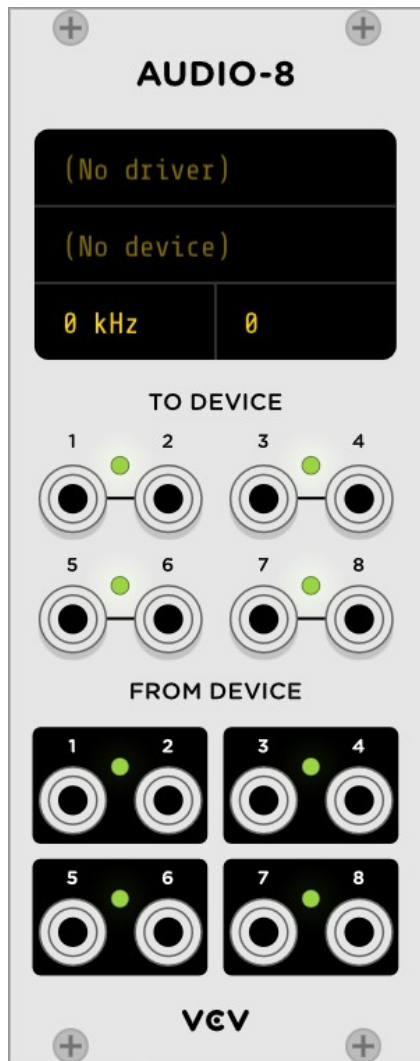 AUDIO-8
(No driver)
(No device)
0 kHz 0
TO DEVICE
1 2 3 4
5 6 7 8
FROM DEVICE
1 2 3 4
5 6 7 8
VCV